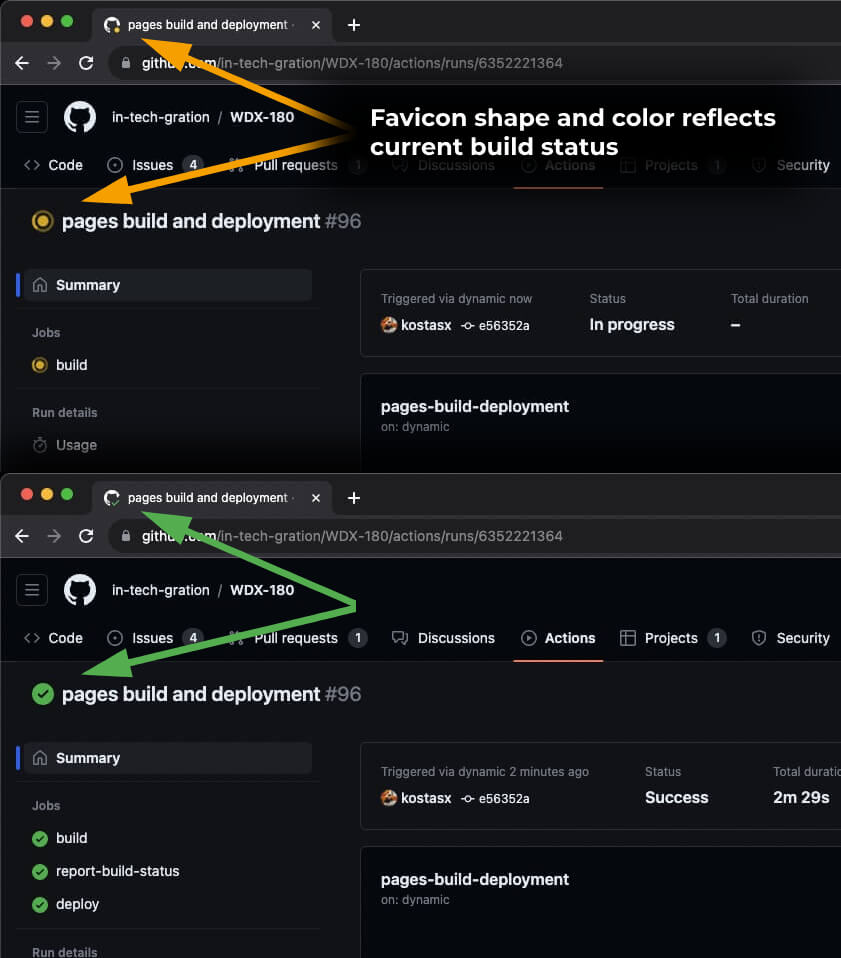 pages build and deployment ·
github.com/in-tech-gration/WDX-180/actions/runs/6352221364
in-tech-gration / WDX-180
Favicon shape and color reflects
current build status
Code Issues 4 Pull requests 1 Discussions Actions Projects 1 Security
pages build and deployment #96
Summary
Triggered via dynamic now Status Total duration
kostasx e56352a In progress –
Jobs
build
pages-build-deployment
on: dynamic
Run details
Usage
pages build and deployment ·
github.com/in-tech-gration/WDX-180/actions/runs/6352221364
in-tech-gration / WDX-180
Code Issues 4 Pull requests 1 Discussions Actions Projects 1 Security
pages build and deployment #96
Summary
Triggered via dynamic 2 minutes ago Status Total duratio
kostasx e56352a Success 2m 29s
Jobs
build
report-build-status
deploy
pages-build-deployment
on: dynamic
Run details